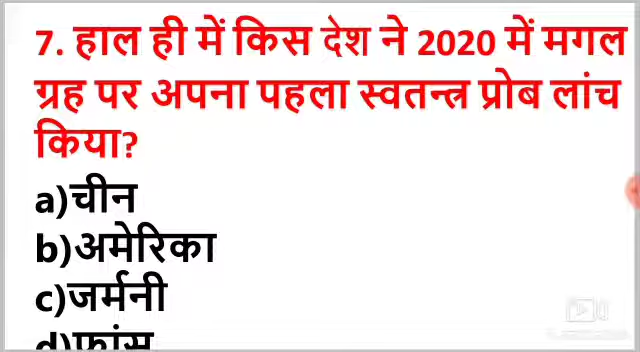 7. हाल ही में किस देश ने 2020 में मगल
ग्रह पर अपना पहला स्वतन्त्र प्रोब लांच
किया?
a)चीन
b)अमेरिका
c)जर्मनी
d)फ्रांस